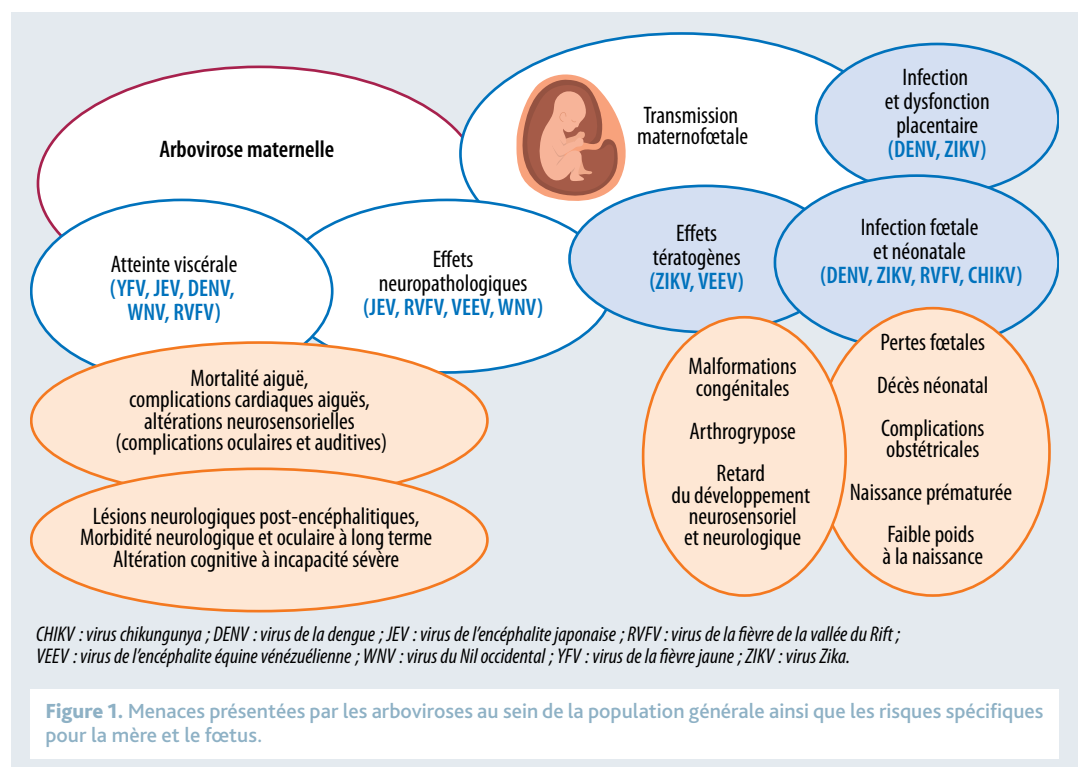 Arbovirose maternelle
Transmission
maternofœtale
Infection
et dysfonction
placentaire
(DENV, ZIKV)
Atteinte viscérale
(YFV, JEV, DENV,
WNV, RVFV)
Effets
neuropathologiques
(JEV, RVFV, VEEV, WNV)
Effets
tératogènes
(ZIKV, VEEV)
Infection fœtale
et néonatale
(DENV, ZIKV, RVFV, CHIKV)
Mortalité aiguë,
complications cardiaques aiguës,
altérations neurosensorielles
(complications oculaires et auditives)
Lésions neurologiques post-encéphalitiques,
Morbidité neurologique et oculaire à long terme
Altération cognitive à incapacité sévère
Malformations
congénitales
Arthrogrypose
Retard
du développement
neurosensoriel
et neurologique
Pertes fœtales
Décès néonatal
Complications
obstétricales
Naissance prématurée
Faible poids
à la naissance
CHIKV : virus chikungunya ; DENV : virus de la dengue ; JEV : virus de l'encéphalite japonaise ; RVFV : virus de la fièvre de la vallée du Rift ;
VEEV : virus de l'encéphalite équine vénézuélienne ; WNV : virus du Nil occidental ; YFV : virus de la fièvre jaune ; ZIKV : virus Zika.
Figure 1. Menaces présentées par les arboviroses au sein de la population générale ainsi que les risques spécifiques
pour la mère et le fœtus.